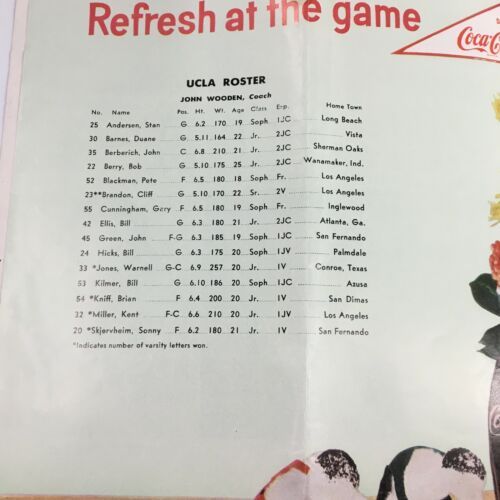 Refresh at the game
Coca-C
UCLA ROSTER
JOHN WOODEN, Coach
No. Name Pos. Ht. Wt. Age Class Exp. Home Town
25 Andersen, Stan G 6.2 170 19 Soph. 1JC Long Beach
30 Barnes, Duane G 5.11 164 22 Jr. 2JC Vista
35 Berberich, John C 6.8 210 21 Jr. 2JC Sherman Oaks
22 Berry, Bob G 5.10 175 25 Jr. 2JC Wanamaker, Ind.
52 Blackman, Pete F 6.5 180 18 Soph. Fr. Los Angeles
23 **Brandon, Cliff G 5.10 170 22 Sr. 2V Los Angeles
55 Cunningham, Gary F 6.5 180 19 Soph. Fr. Inglewood
42 Ellis, Bill G 6.3 180 21 Jr. 2JC Atlanta, Ga.
45 Green, John F-G 6.3 185 19 Soph. 1JC San Fernando
24 Hicks, Bill G 6.3 175 20 Soph. 1JV Palmdale
33 *Jones, Warnell G-C 6.9 257 20 Jr. 1V Conroe, Texas
53 Kilmer, Bill G 6.10 186 20 Soph. 1JC Azusa
54 *Kniff, Brian F 6.4 200 20 Jr. 1V San Dimas
32 *Miller, Kent F-C 6.6 210 20 Jr. 1JV Los Angeles
20 *Skjervheim, Sonny F 6.2 180 21 Jr. 1V San Fernando
*Indicates number of varsity letters won.